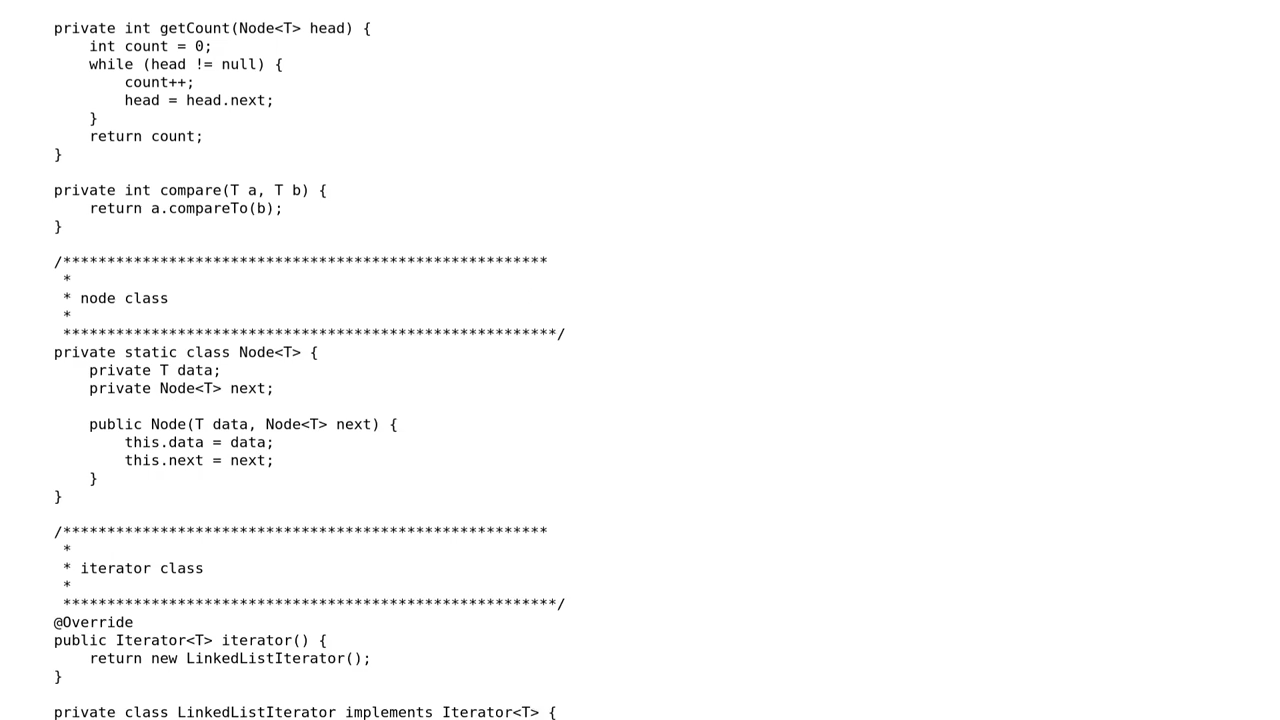 private int getCount(Node<T> head) {
    int count = 0;
    while (head != null) {
        count++;
        head = head.next;
    }
    return count;
}

private int compare(T a, T b) {
    return a.compareTo(b);
}

/*******************************************************
 *
 * node class
 *
 ********************************************************/
private static class Node<T> {
    private T data;
    private Node<T> next;

    public Node(T data, Node<T> next) {
        this.data = data;
        this.next = next;
    }
}

/*******************************************************
 *
 * iterator class
 *
 ********************************************************/
@Override
public Iterator<T> iterator() {
    return new LinkedListIterator();
}

private class LinkedListIterator implements Iterator<T> {